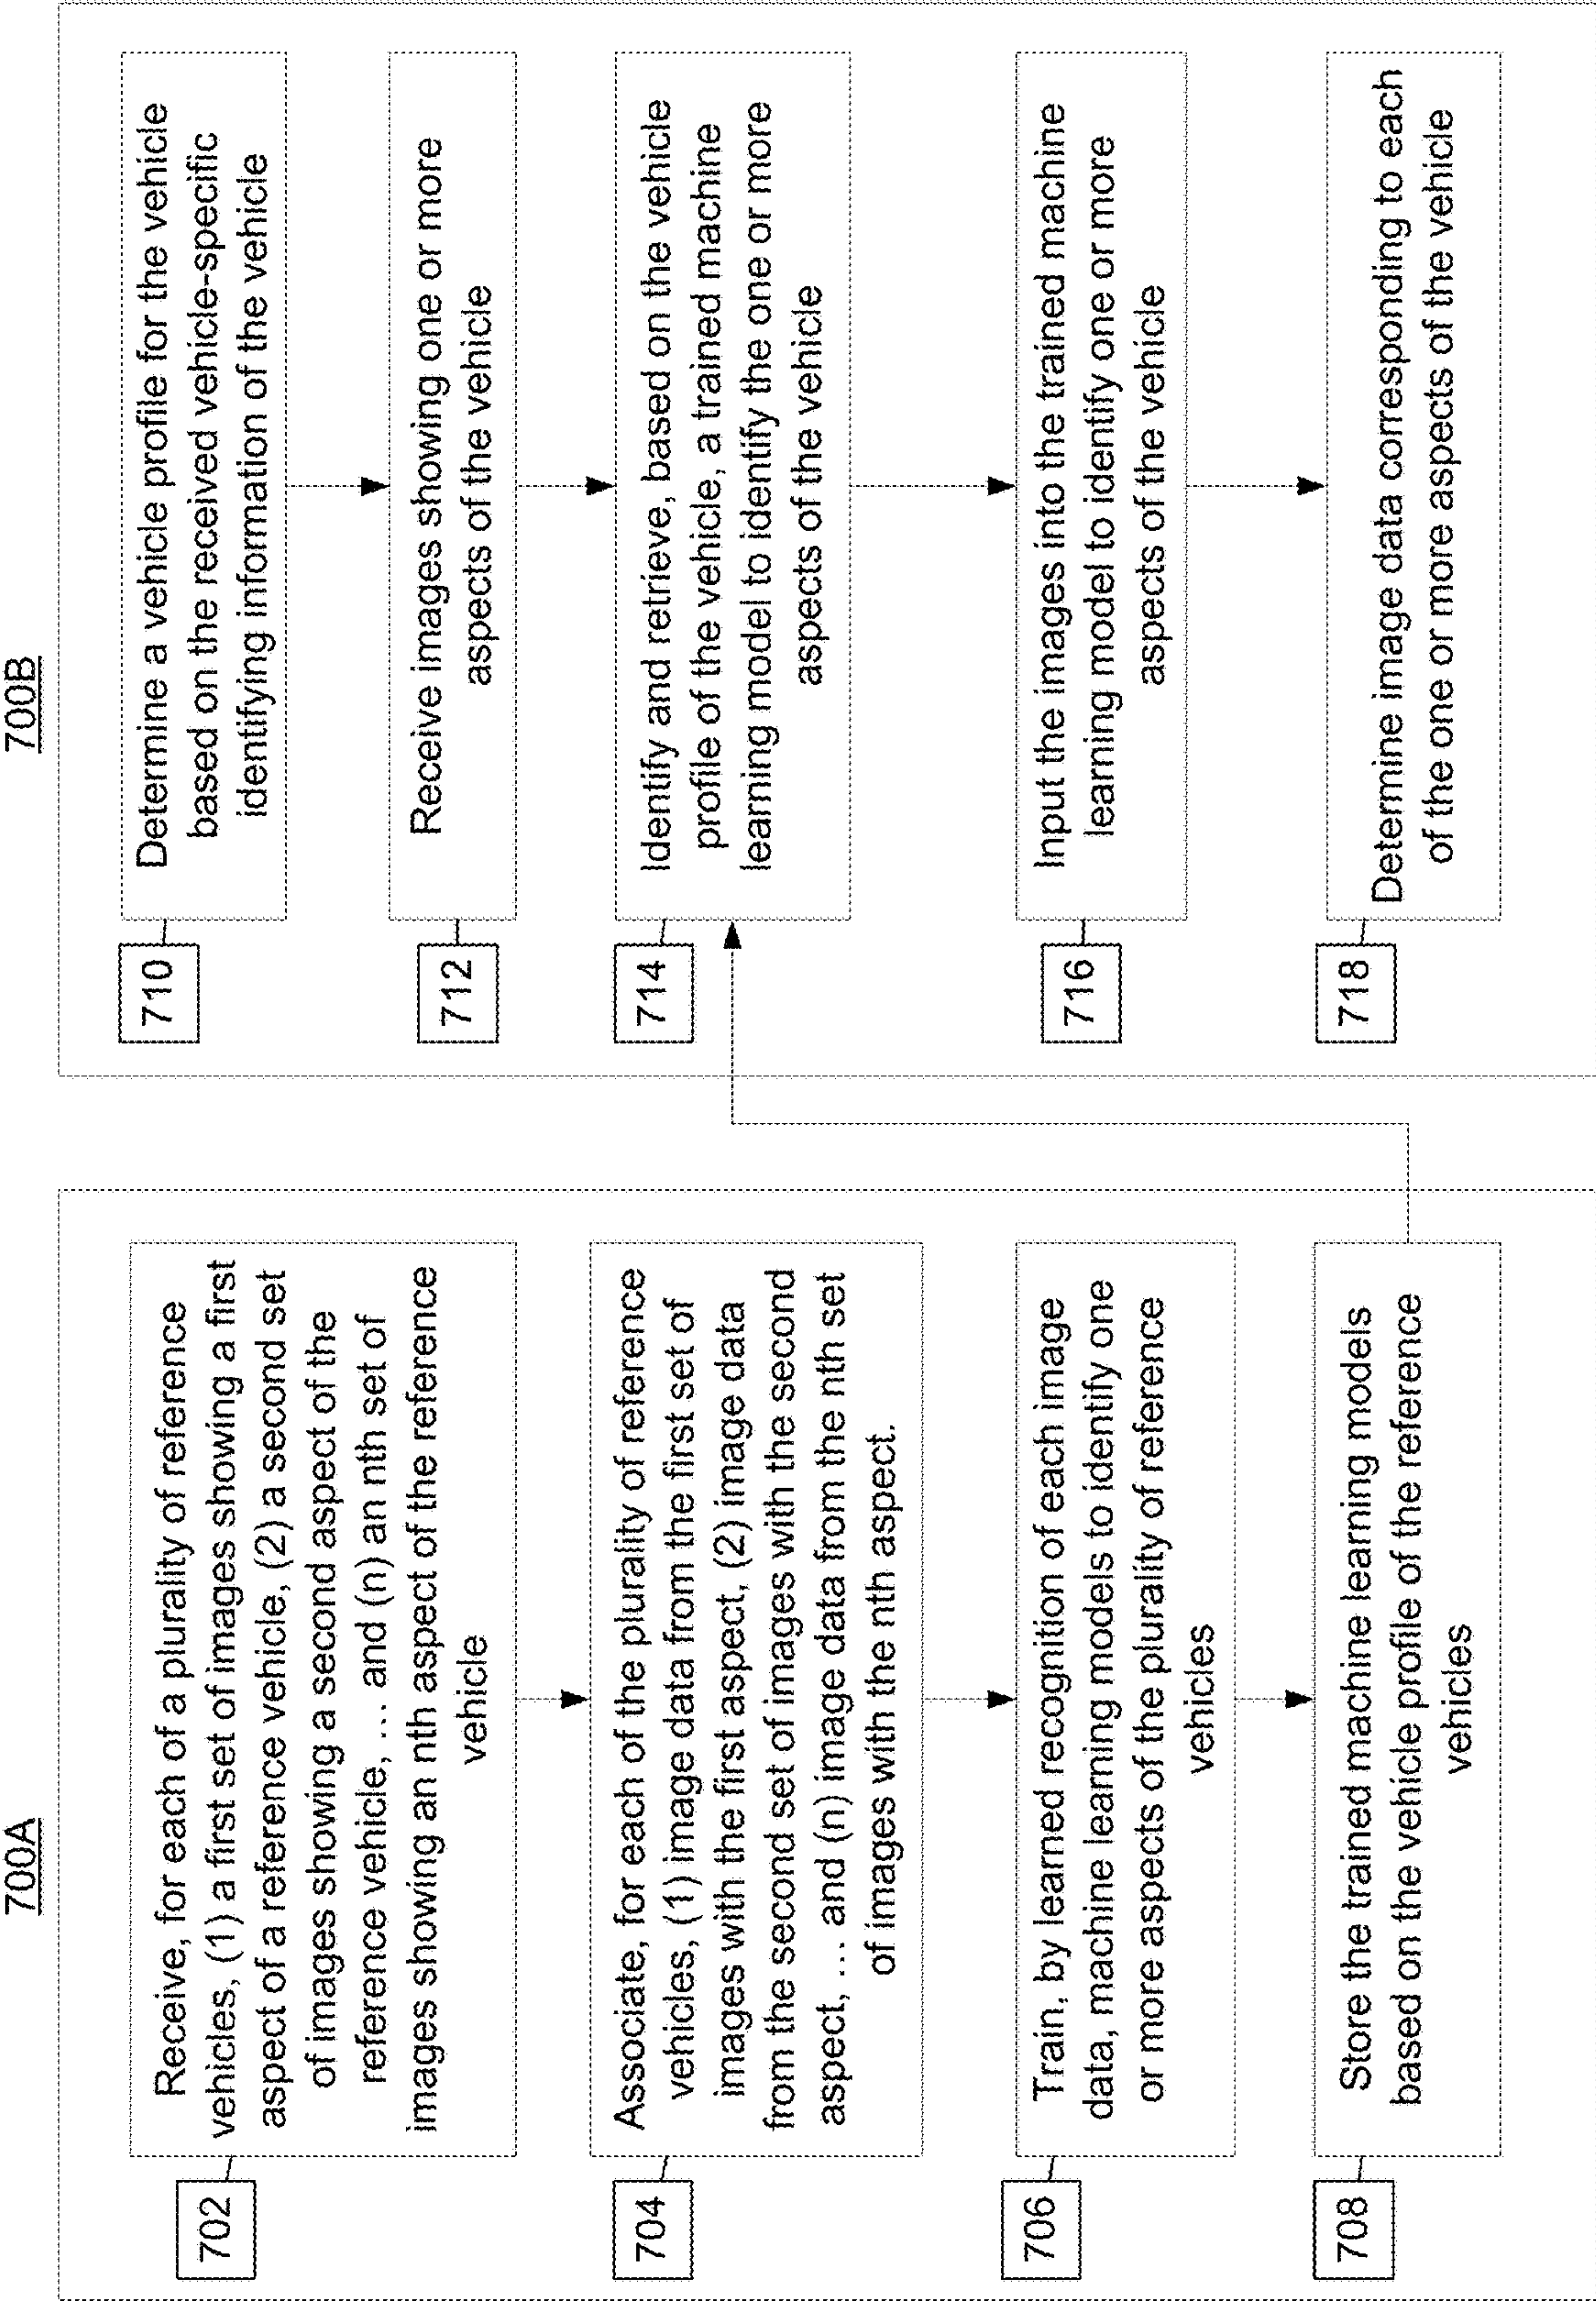 700A
702
Receive, for each of a plurality of reference
vehicles, (1) a first set of images showing a first
aspect of a reference vehicle, (2) a second set
of images showing a second aspect of the
reference vehicle, … and (n) an nth set of
images showing an nth aspect of the reference
vehicle
704
Associate, for each of the plurality of reference
vehicles, (1) image data from the first set of
images with the first aspect, (2) image data
from the second set of images with the second
aspect, … and (n) image data from the nth set
of images with the nth aspect.
706
Train, by learned recognition of each image
data, machine learning models to identify one
or more aspects of the plurality of reference
vehicles
708
Store the trained machine learning models
based on the vehicle profile of the reference
vehicles
700B
710
Determine a vehicle profile for the vehicle
based on the received vehicle-specific
identifying information of the vehicle
712
Receive images showing one or more
aspects of the vehicle
714
Identify and retrieve, based on the vehicle
profile of the vehicle, a trained machine
learning model to identify the one or more
aspects of the vehicle
716
Input the images into the trained machine
learning model to identify one or more
aspects of the vehicle
718
Determine image data corresponding to each
of the one or more aspects of the vehicle